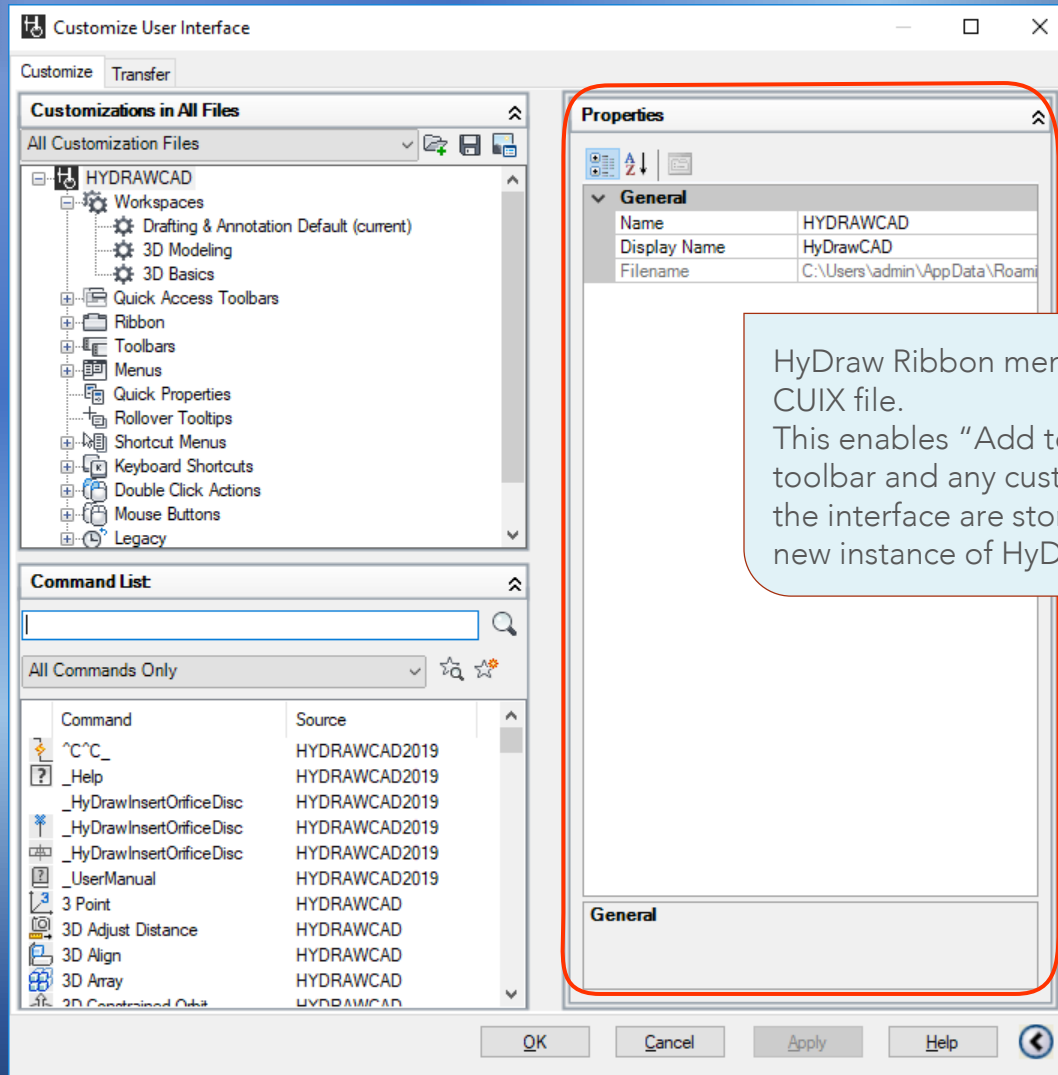 Customize User Interface
Customize Transfer
Customizations in All Files
All Customization Files
HYDRAWCAD
Workspaces
Drafting & Annotation Default (current)
3D Modeling
3D Basics
Quick Access Toolbars
Ribbon
Toolbars
Menus
Quick Properties
Rollover Tooltips
Shortcut Menus
Keyboard Shortcuts
Double Click Actions
Mouse Buttons
Legacy
Command List:
All Commands Only
Command Source
^C^C_ HYDRAWCAD2019
_Help HYDRAWCAD2019
_HyDrawInsertOrificeDisc HYDRAWCAD2019
_HyDrawInsertOrificeDisc HYDRAWCAD2019
_HyDrawInsertOrificeDisc HYDRAWCAD2019
_UserManual HYDRAWCAD2019
3 Point HYDRAWCAD
3D Adjust Distance HYDRAWCAD
3D Align HYDRAWCAD
3D Array HYDRAWCAD
3D Constrained Orbit HYDRAWCAD
Properties
General
Name HYDRAWCAD
Display Name HyDrawCAD
Filename C:\Users\admin\AppData\Roami
HyDraw Ribbon
CUIX file.
This enables “Add
toolbar and any
the interface are
new instance of
General
OK Cancel Apply Help